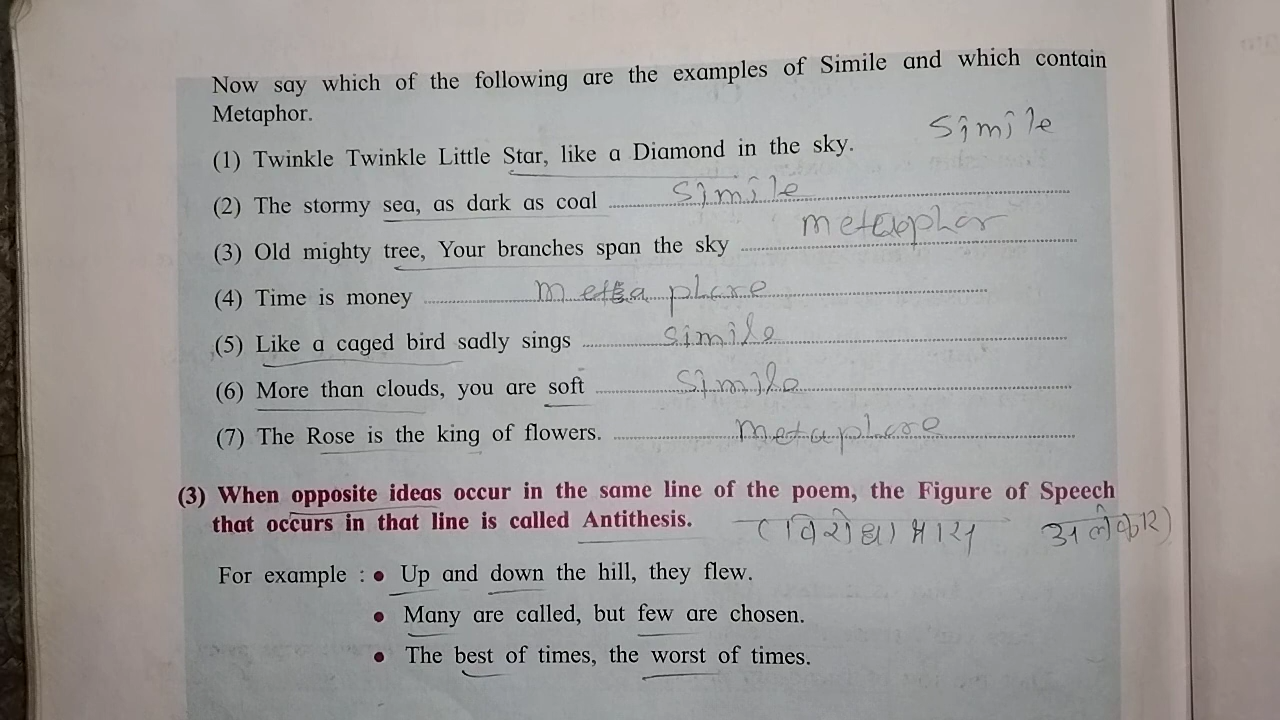 Now say which of the following are the examples of Simile and which contain
Metaphor.
(1) Twinkle Twinkle Little Star, like a Diamond in the sky. Simile
(2) The stormy sea, as dark as coal ........ Simile ........
(3) Old mighty tree, Your branches span the sky ........ metaphor ........
(4) Time is money ........ metaphore ........
(5) Like a caged bird sadly sings ........ simile ........
(6) More than clouds, you are soft ........ Simile ........
(7) The Rose is the king of flowers. ........ metaphore ........
(3) When opposite ideas occur in the same line of the poem, the Figure of Speech
that occurs in that line is called Antithesis. (विरोधाभास अलंकार)
For example : • Up and down the hill, they flew.
• Many are called, but few are chosen.
• The best of times, the worst of times.